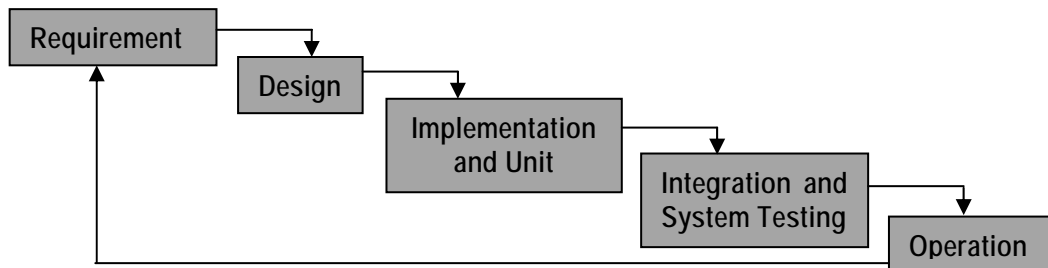 Requirement
Design
Implementation
and Unit
Integration and
System Testing
Operation